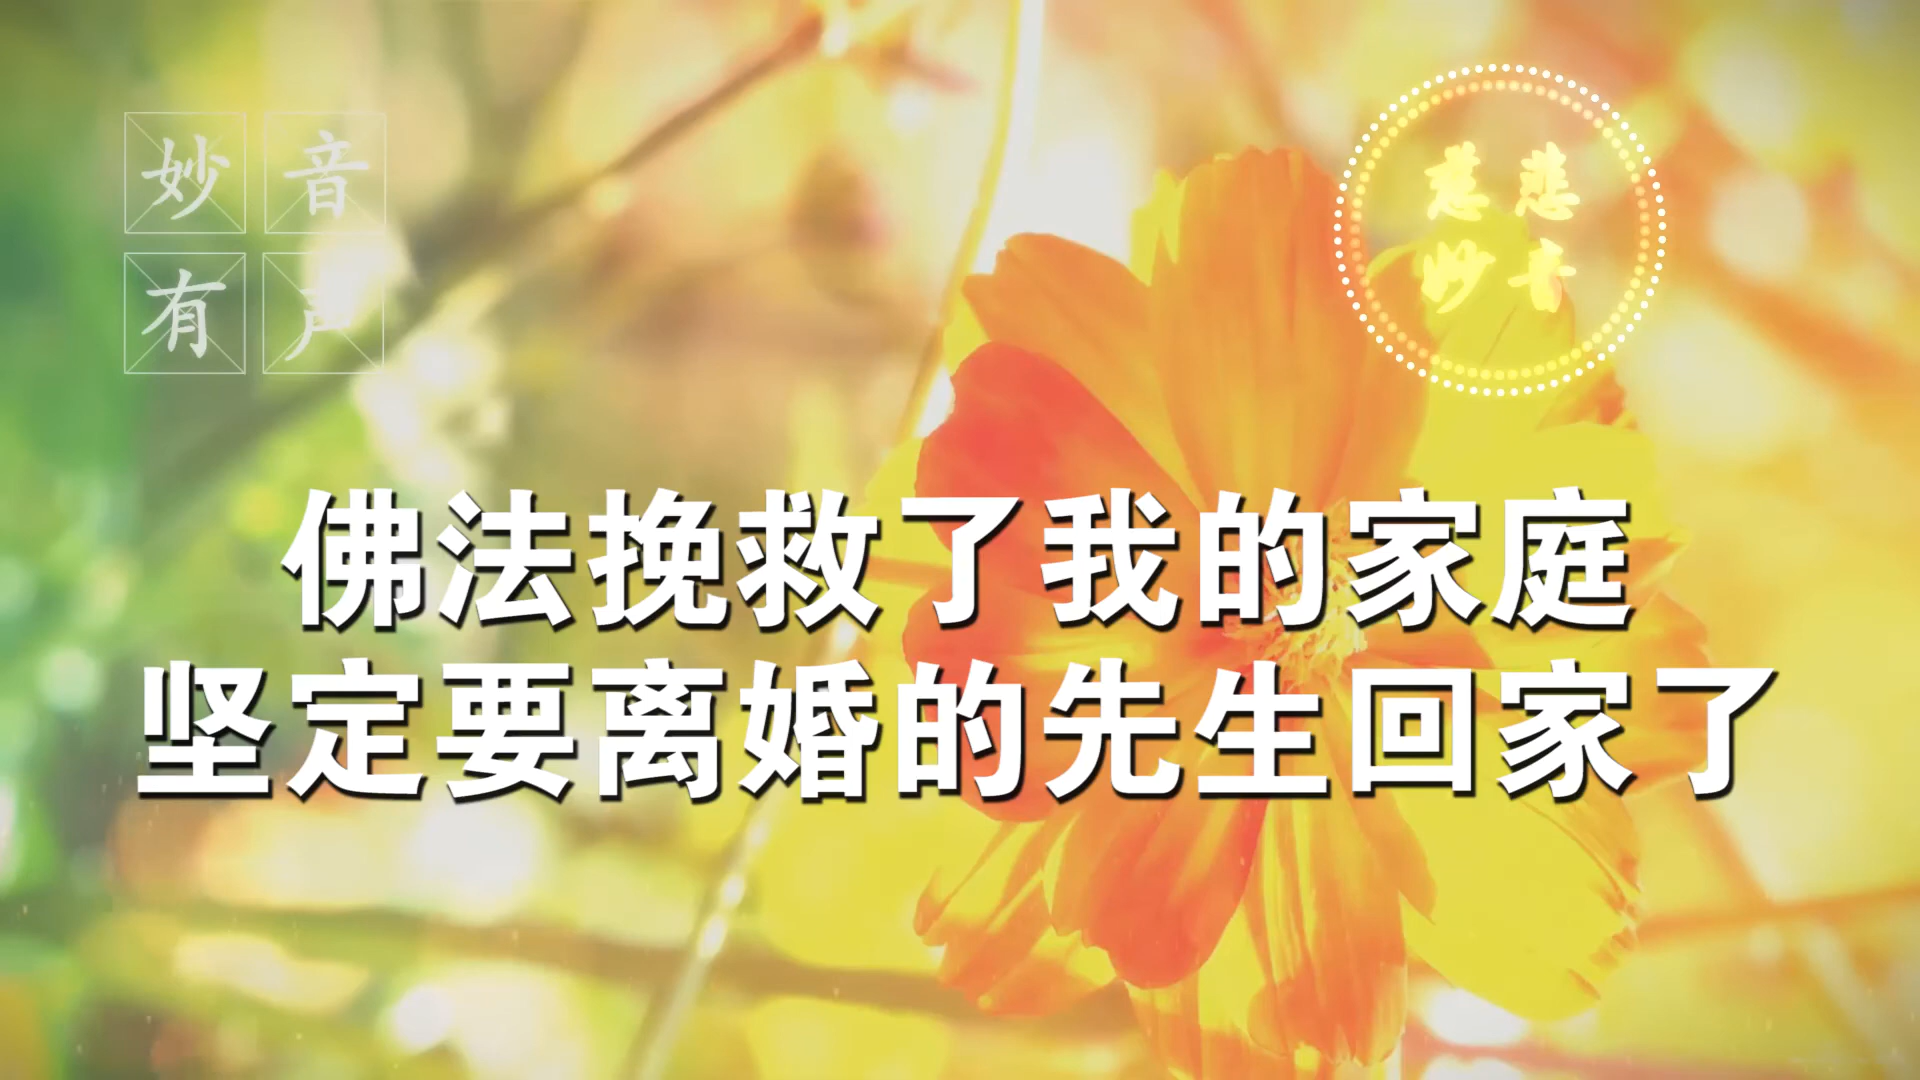 妙音
有声
慈悲
妙音
佛法挽救了我的家庭
坚定要离婚的先生回家了